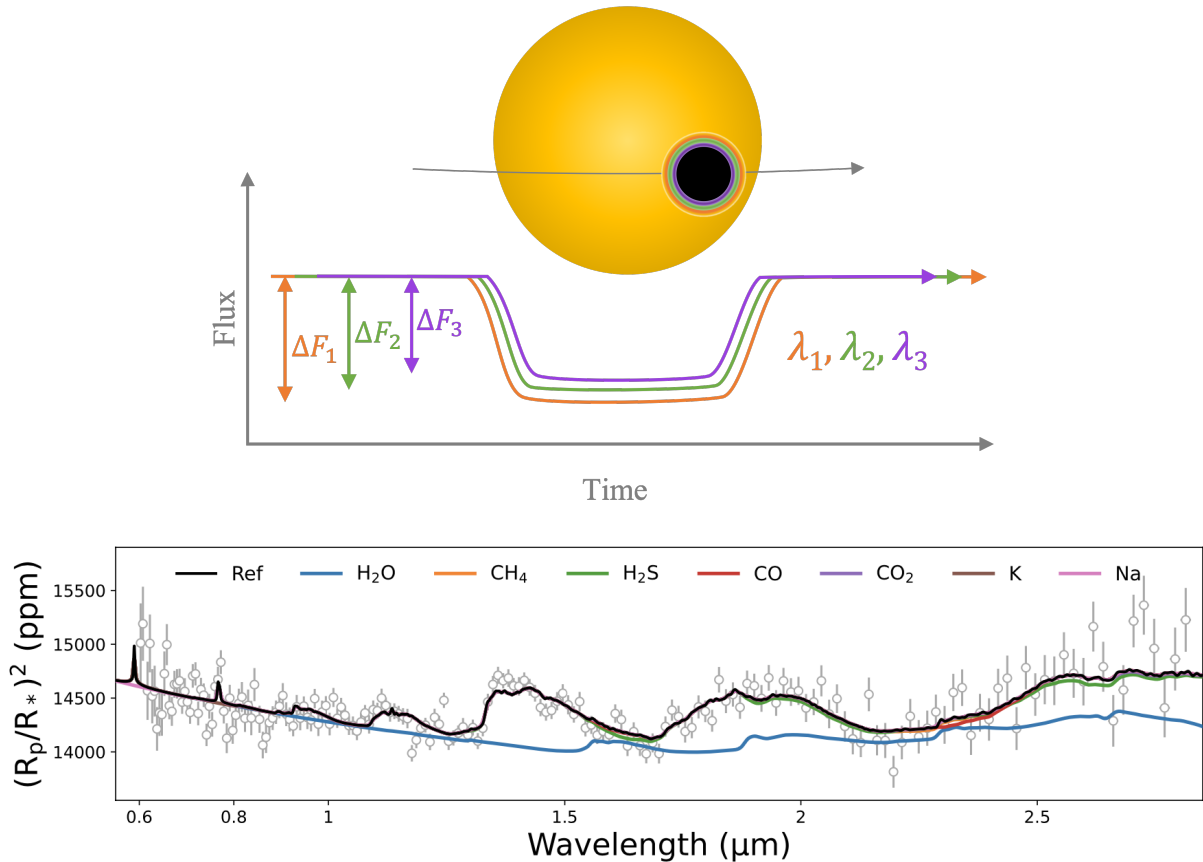 Flux
ΔF₁
ΔF₂
ΔF₃
λ₁, λ₂, λ₃
Time
Ref H₂O CH₄ H₂S CO CO₂ K Na
(Rₚ/R⁎)² (ppm)
15500
15000
14500
14000
0.6 0.8 1 1.5 2 2.5
Wavelength (μm)